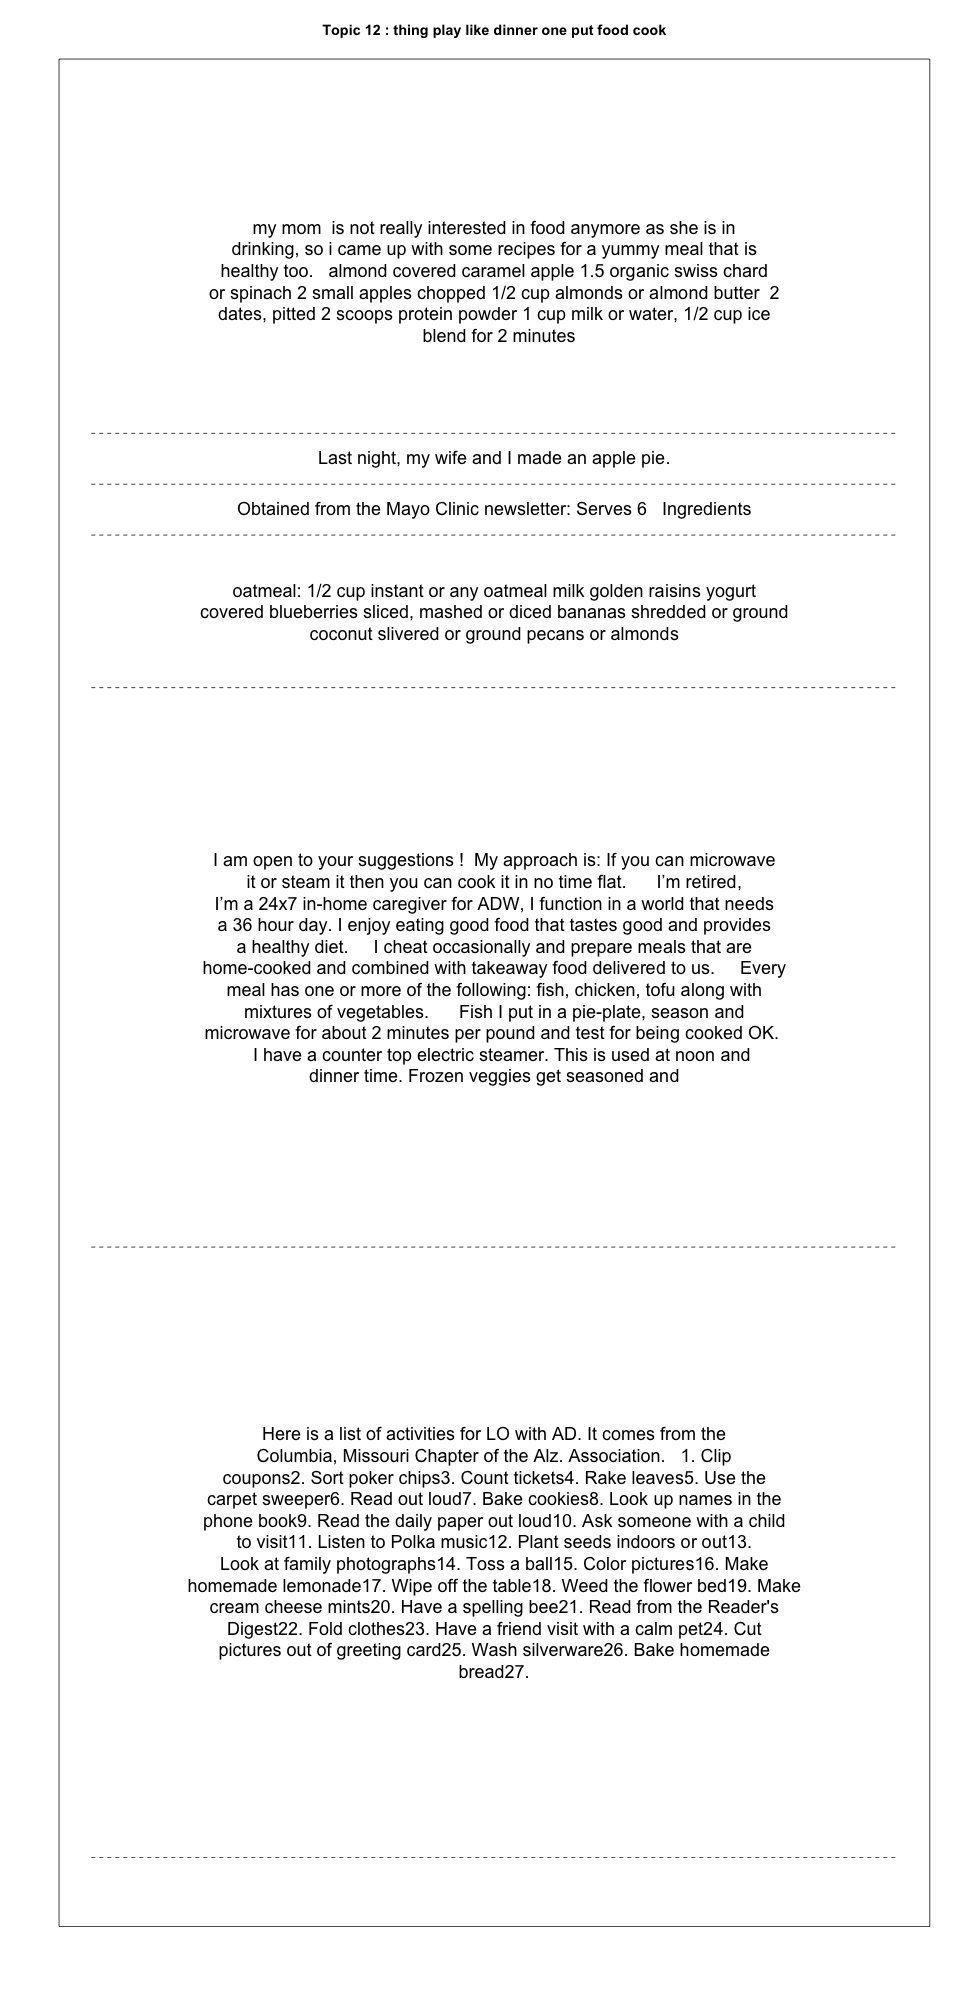 Topic 12 : thing play like dinner one put food cook
my mom  is not really interested in food anymore as she is in
drinking, so i came up with some recipes for a yummy meal that is
healthy too.   almond covered caramel apple 1.5 organic swiss chard
or spinach 2 small apples chopped 1/2 cup almonds or almond butter  2
dates, pitted 2 scoops protein powder 1 cup milk or water, 1/2 cup ice
blend for 2 minutes
Last night, my wife and I made an apple pie.
Obtained from the Mayo Clinic newsletter: Serves 6   Ingredients
oatmeal: 1/2 cup instant or any oatmeal milk golden raisins yogurt
covered blueberries sliced, mashed or diced bananas shredded or ground
coconut slivered or ground pecans or almonds
I am open to your suggestions !  My approach is: If you can microwave
it or steam it then you can cook it in no time flat.      I'm retired,
I'm a 24x7 in-home caregiver for ADW, I function in a world that needs
a 36 hour day. I enjoy eating good food that tastes good and provides
a healthy diet.     I cheat occasionally and prepare meals that are
home-cooked and combined with takeaway food delivered to us.     Every
meal has one or more of the following: fish, chicken, tofu along with
mixtures of vegetables.      Fish I put in a pie-plate, season and
microwave for about 2 minutes per pound and test for being cooked OK.
I have a counter top electric steamer. This is used at noon and
dinner time. Frozen veggies get seasoned and
Here is a list of activities for LO with AD. It comes from the
Columbia, Missouri Chapter of the Alz. Association.   1. Clip
coupons2. Sort poker chips3. Count tickets4. Rake leaves5. Use the
carpet sweeper6. Read out loud7. Bake cookies8. Look up names in the
phone book9. Read the daily paper out loud10. Ask someone with a child
to visit11. Listen to Polka music12. Plant seeds indoors or out13.
Look at family photographs14. Toss a ball15. Color pictures16. Make
homemade lemonade17. Wipe off the table18. Weed the flower bed19. Make
cream cheese mints20. Have a spelling bee21. Read from the Reader's
Digest22. Fold clothes23. Have a friend visit with a calm pet24. Cut
pictures out of greeting card25. Wash silverware26. Bake homemade
bread27.